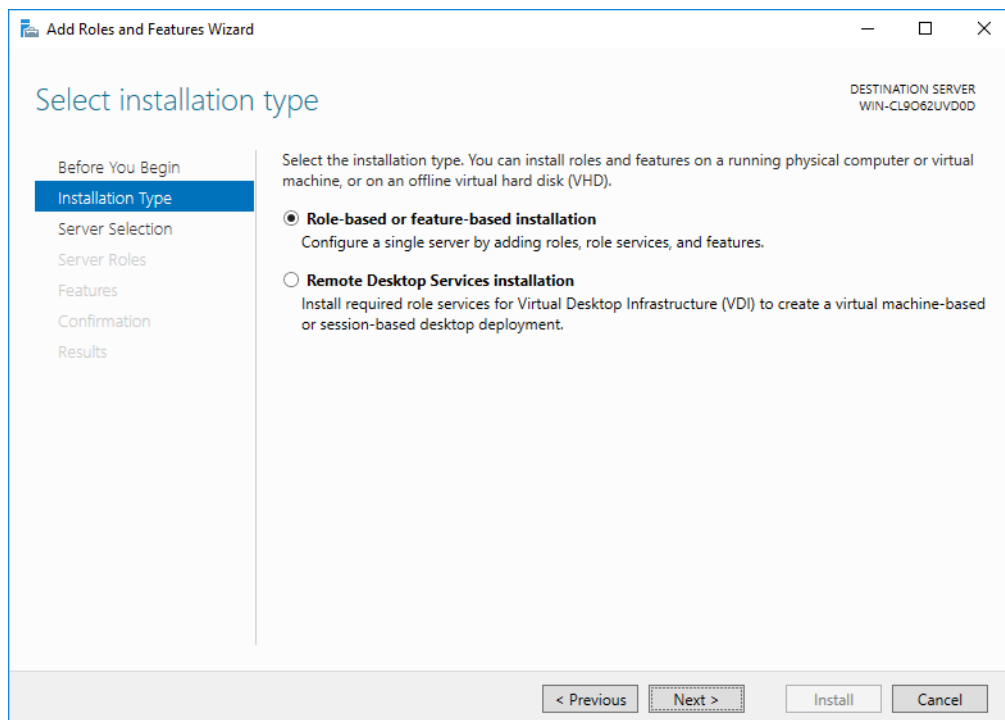 Add Roles and Features Wizard
Select installation type
DESTINATION SERVER
WIN-CL9O62UVD0D
Before You Begin
Installation Type
Server Selection
Server Roles
Features
Confirmation
Results
Select the installation type. You can install roles and features on a running physical computer or virtual
machine, or on an offline virtual hard disk (VHD).
Role-based or feature-based installation
Configure a single server by adding roles, role services, and features.
Remote Desktop Services installation
Install required role services for Virtual Desktop Infrastructure (VDI) to create a virtual machine-based
or session-based desktop deployment.
< Previous
Next >
Install
Cancel